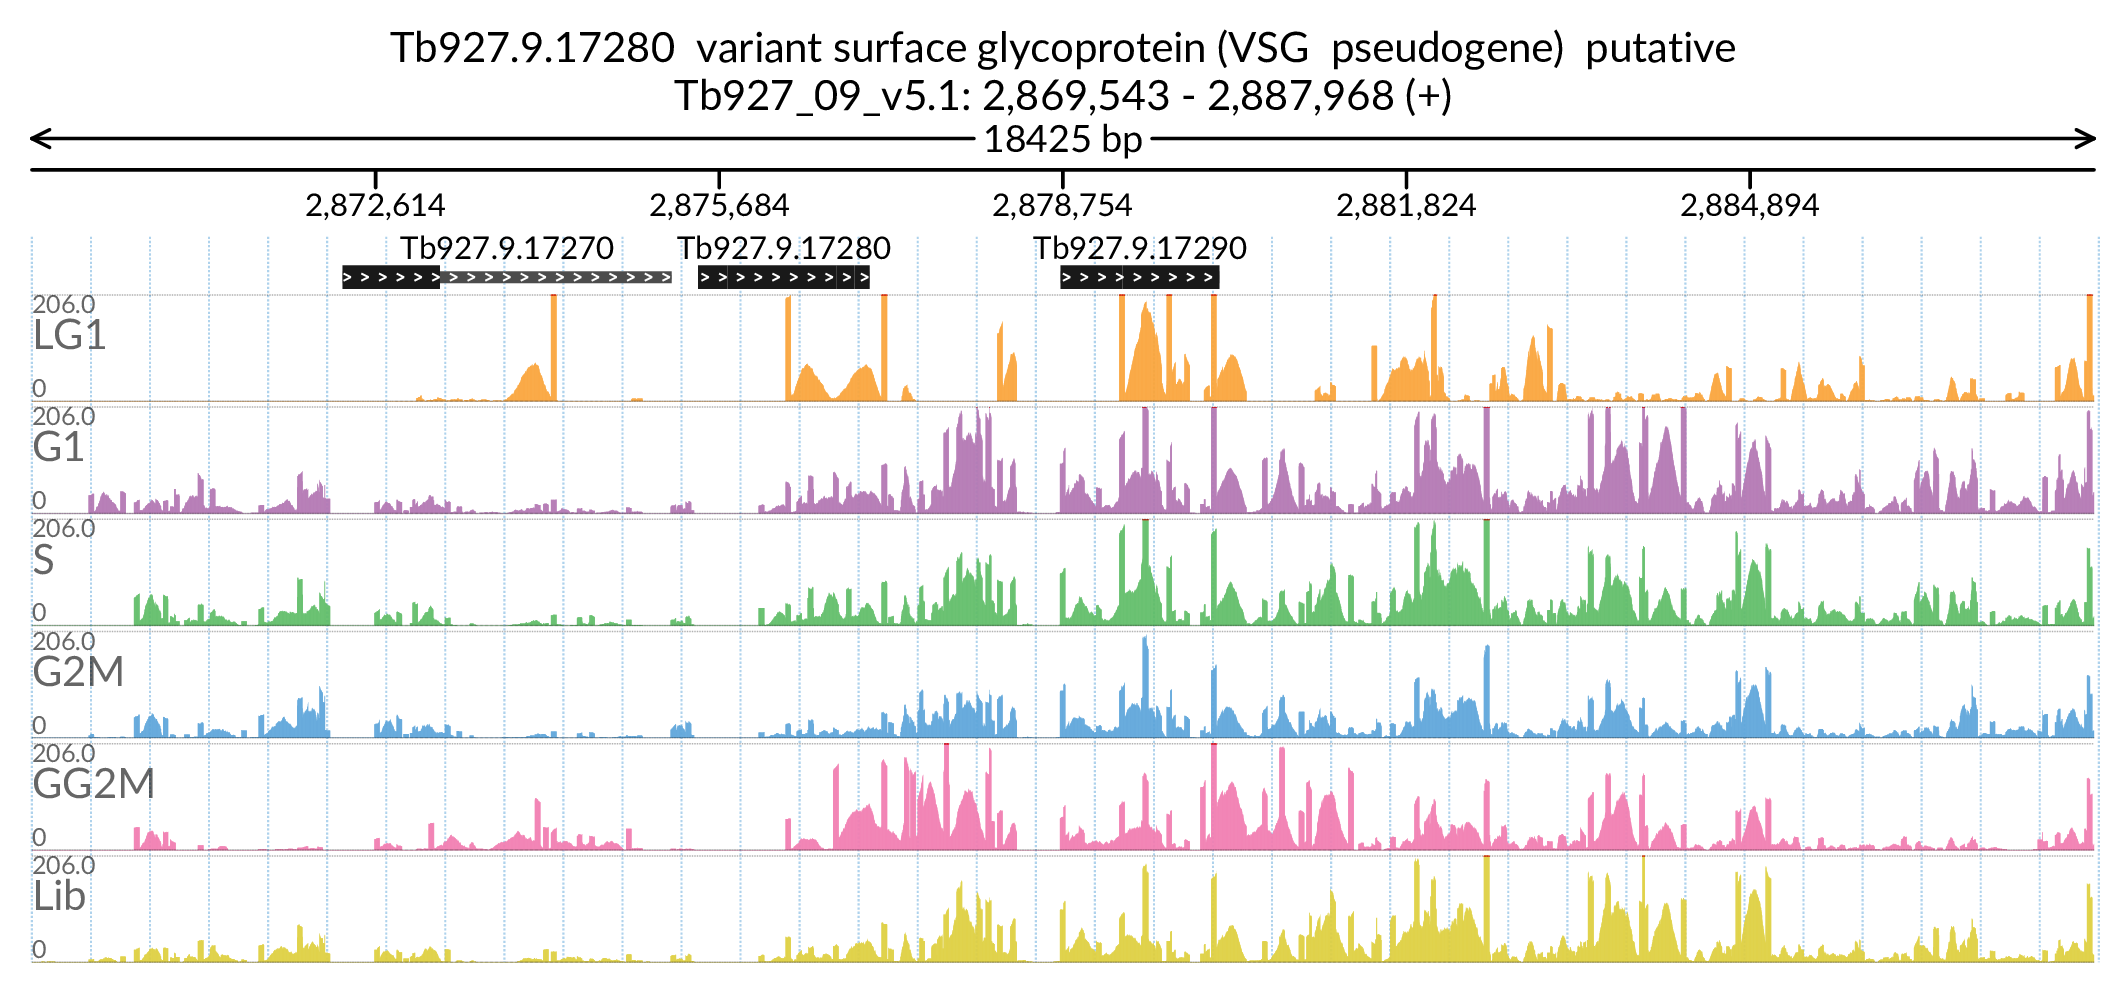 Tb927.9.17280  variant surface glycoprotein (VSG  pseudogene)  putative
Tb927_09_v5.1: 2,869,543 - 2,887,968 (+)
18425 bp
2,872,614 2,875,684 2,878,754 2,881,824 2,884,894
Tb927.9.17270 Tb927.9.17280 Tb927.9.17290
206.0
LG1
0
206.0
G1
0
206.0
S
0
206.0
G2M
0
206.0
GG2M
0
206.0
Lib
0